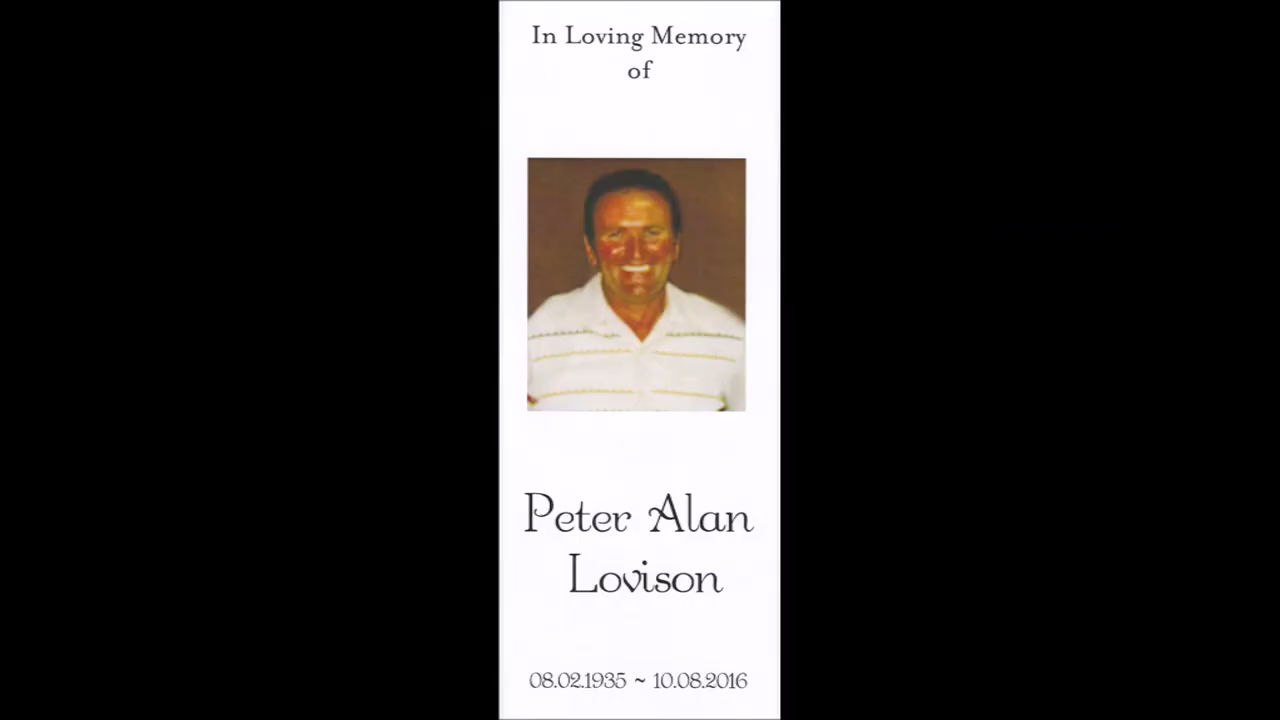 In Loving Memory
of
Peter Alan
Lovison
08.02.1935 ~ 10.08.2016